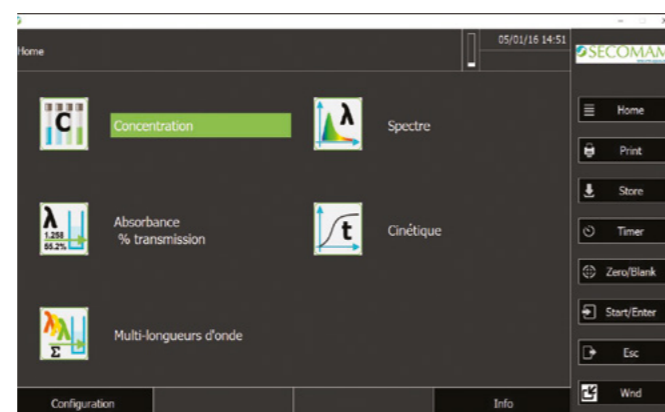 Home
05/01/16 14:51
SECOMAM
Home
C
Concentration
λ
Spectre
Print
Store
λ
1.258
55.2%
Absorbance
% transmission
t
Cinétique
Timer
Zero/Blank
Start/Enter
λλλ
Σ
Multi-longueurs d'onde
Esc
Wnd
Configuration
Info